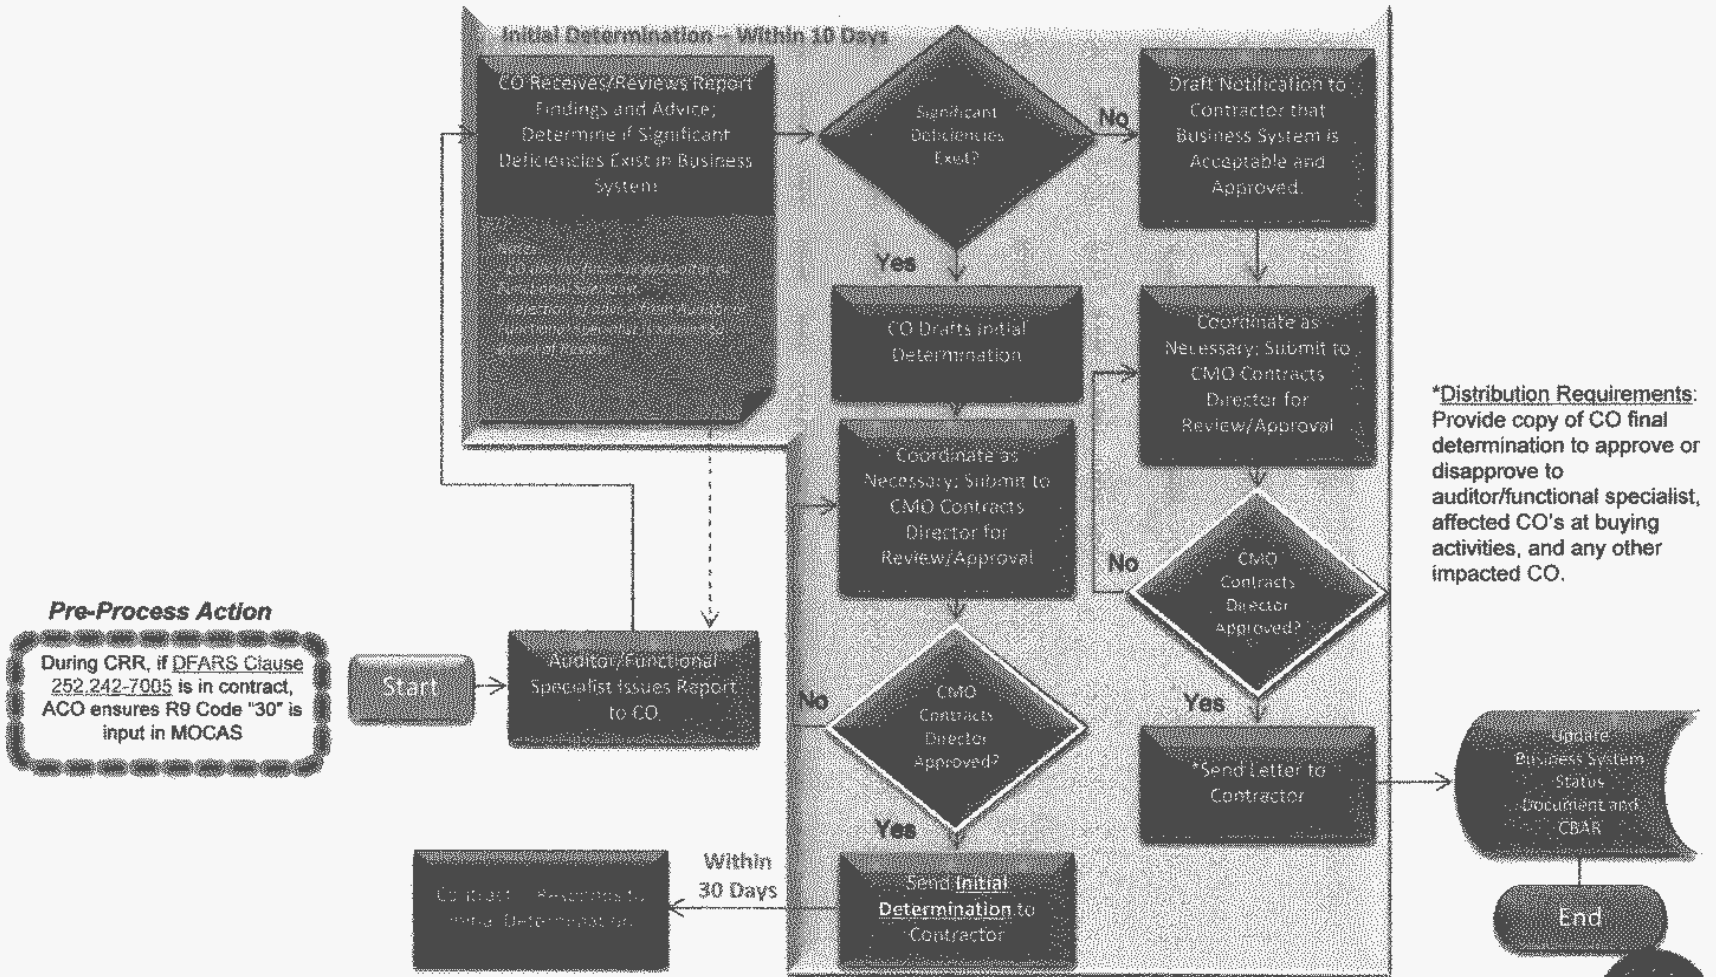 Initial Determination – Within 10 Days
CO Receives/Reviews Report
Findings and Advice;
Determine if Significant
Deficiencies Exist in Business
System
Significant
Deficiencies
Exist?
No
Draft Notification to
Contractor that
Business System is
Acceptable and
Approved.
Yes
CO Drafts Initial
Determination
Coordinate as
Necessary; Submit to
CMO Contracts
Director for
Review/Approval
Coordinate as
Necessary; Submit to
CMO Contracts
Director for
Review/Approval
No
CMO
Contracts
Director
Approved?
*Distribution Requirements:
Provide copy of CO final
determination to approve or
disapprove to
auditor/functional specialist,
affected CO's at buying
activities, and any other
impacted CO.
Pre-Process Action
During CRR, if DFARS Clause
252.242-7005 is in contract,
ACO ensures R9 Code "30" is
input in MOCAS
Start
Auditor/Functional
Specialist Issues Report
to CO
No
CMO
Contracts
Director
Approved?
Yes
*Send Letter to
Contractor
Update
Business System
Status
Document and
CBAR
Yes
Send Initial
Determination to
Contractor
Within
30 Days
Initial Determination
End